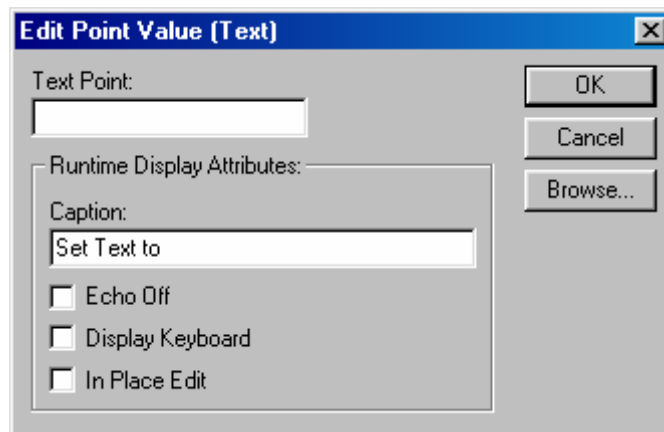 Edit Point Value (Text)
Text Point:
OK
Cancel
Browse...
Runtime Display Attributes:
Caption:
Set Text to
Echo Off
Display Keyboard
In Place Edit